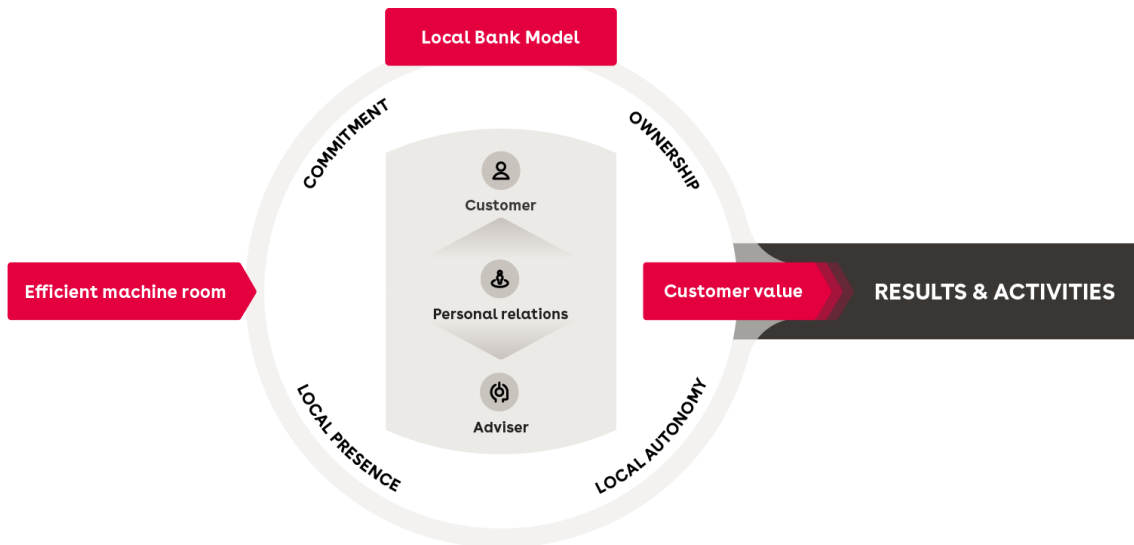 Local Bank Model
COMMITMENT
OWNERSHIP
Customer
Efficient machine room
Personal relations
Customer value
RESULTS & ACTIVITIES
Adviser
LOCAL PRESENCE
LOCAL AUTONOMY